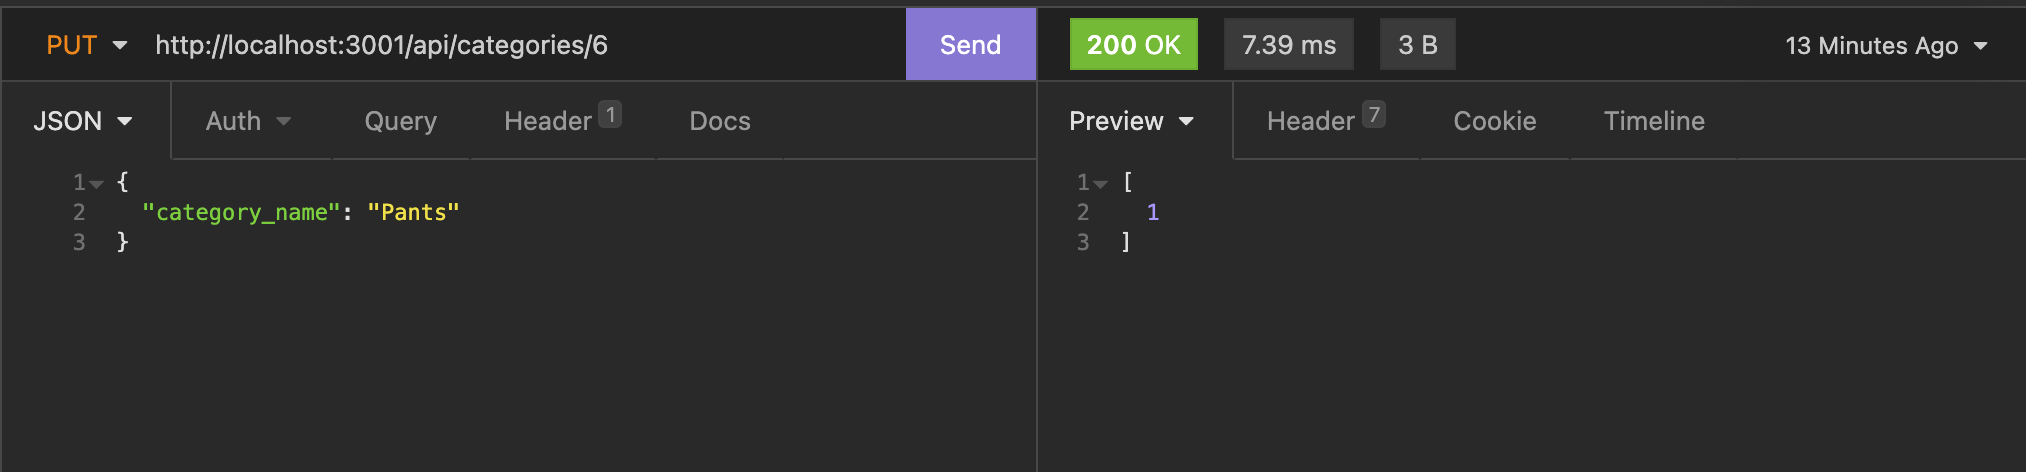 PUT http://localhost:3001/api/categories/6 Send 200 OK 7.39 ms 3 B 13 Minutes Ago
JSON Auth Query Header 1 Docs Preview Header 7 Cookie Timeline
1 {
2 "category_name": "Pants"
3 }
1 [
2 1
3 ]